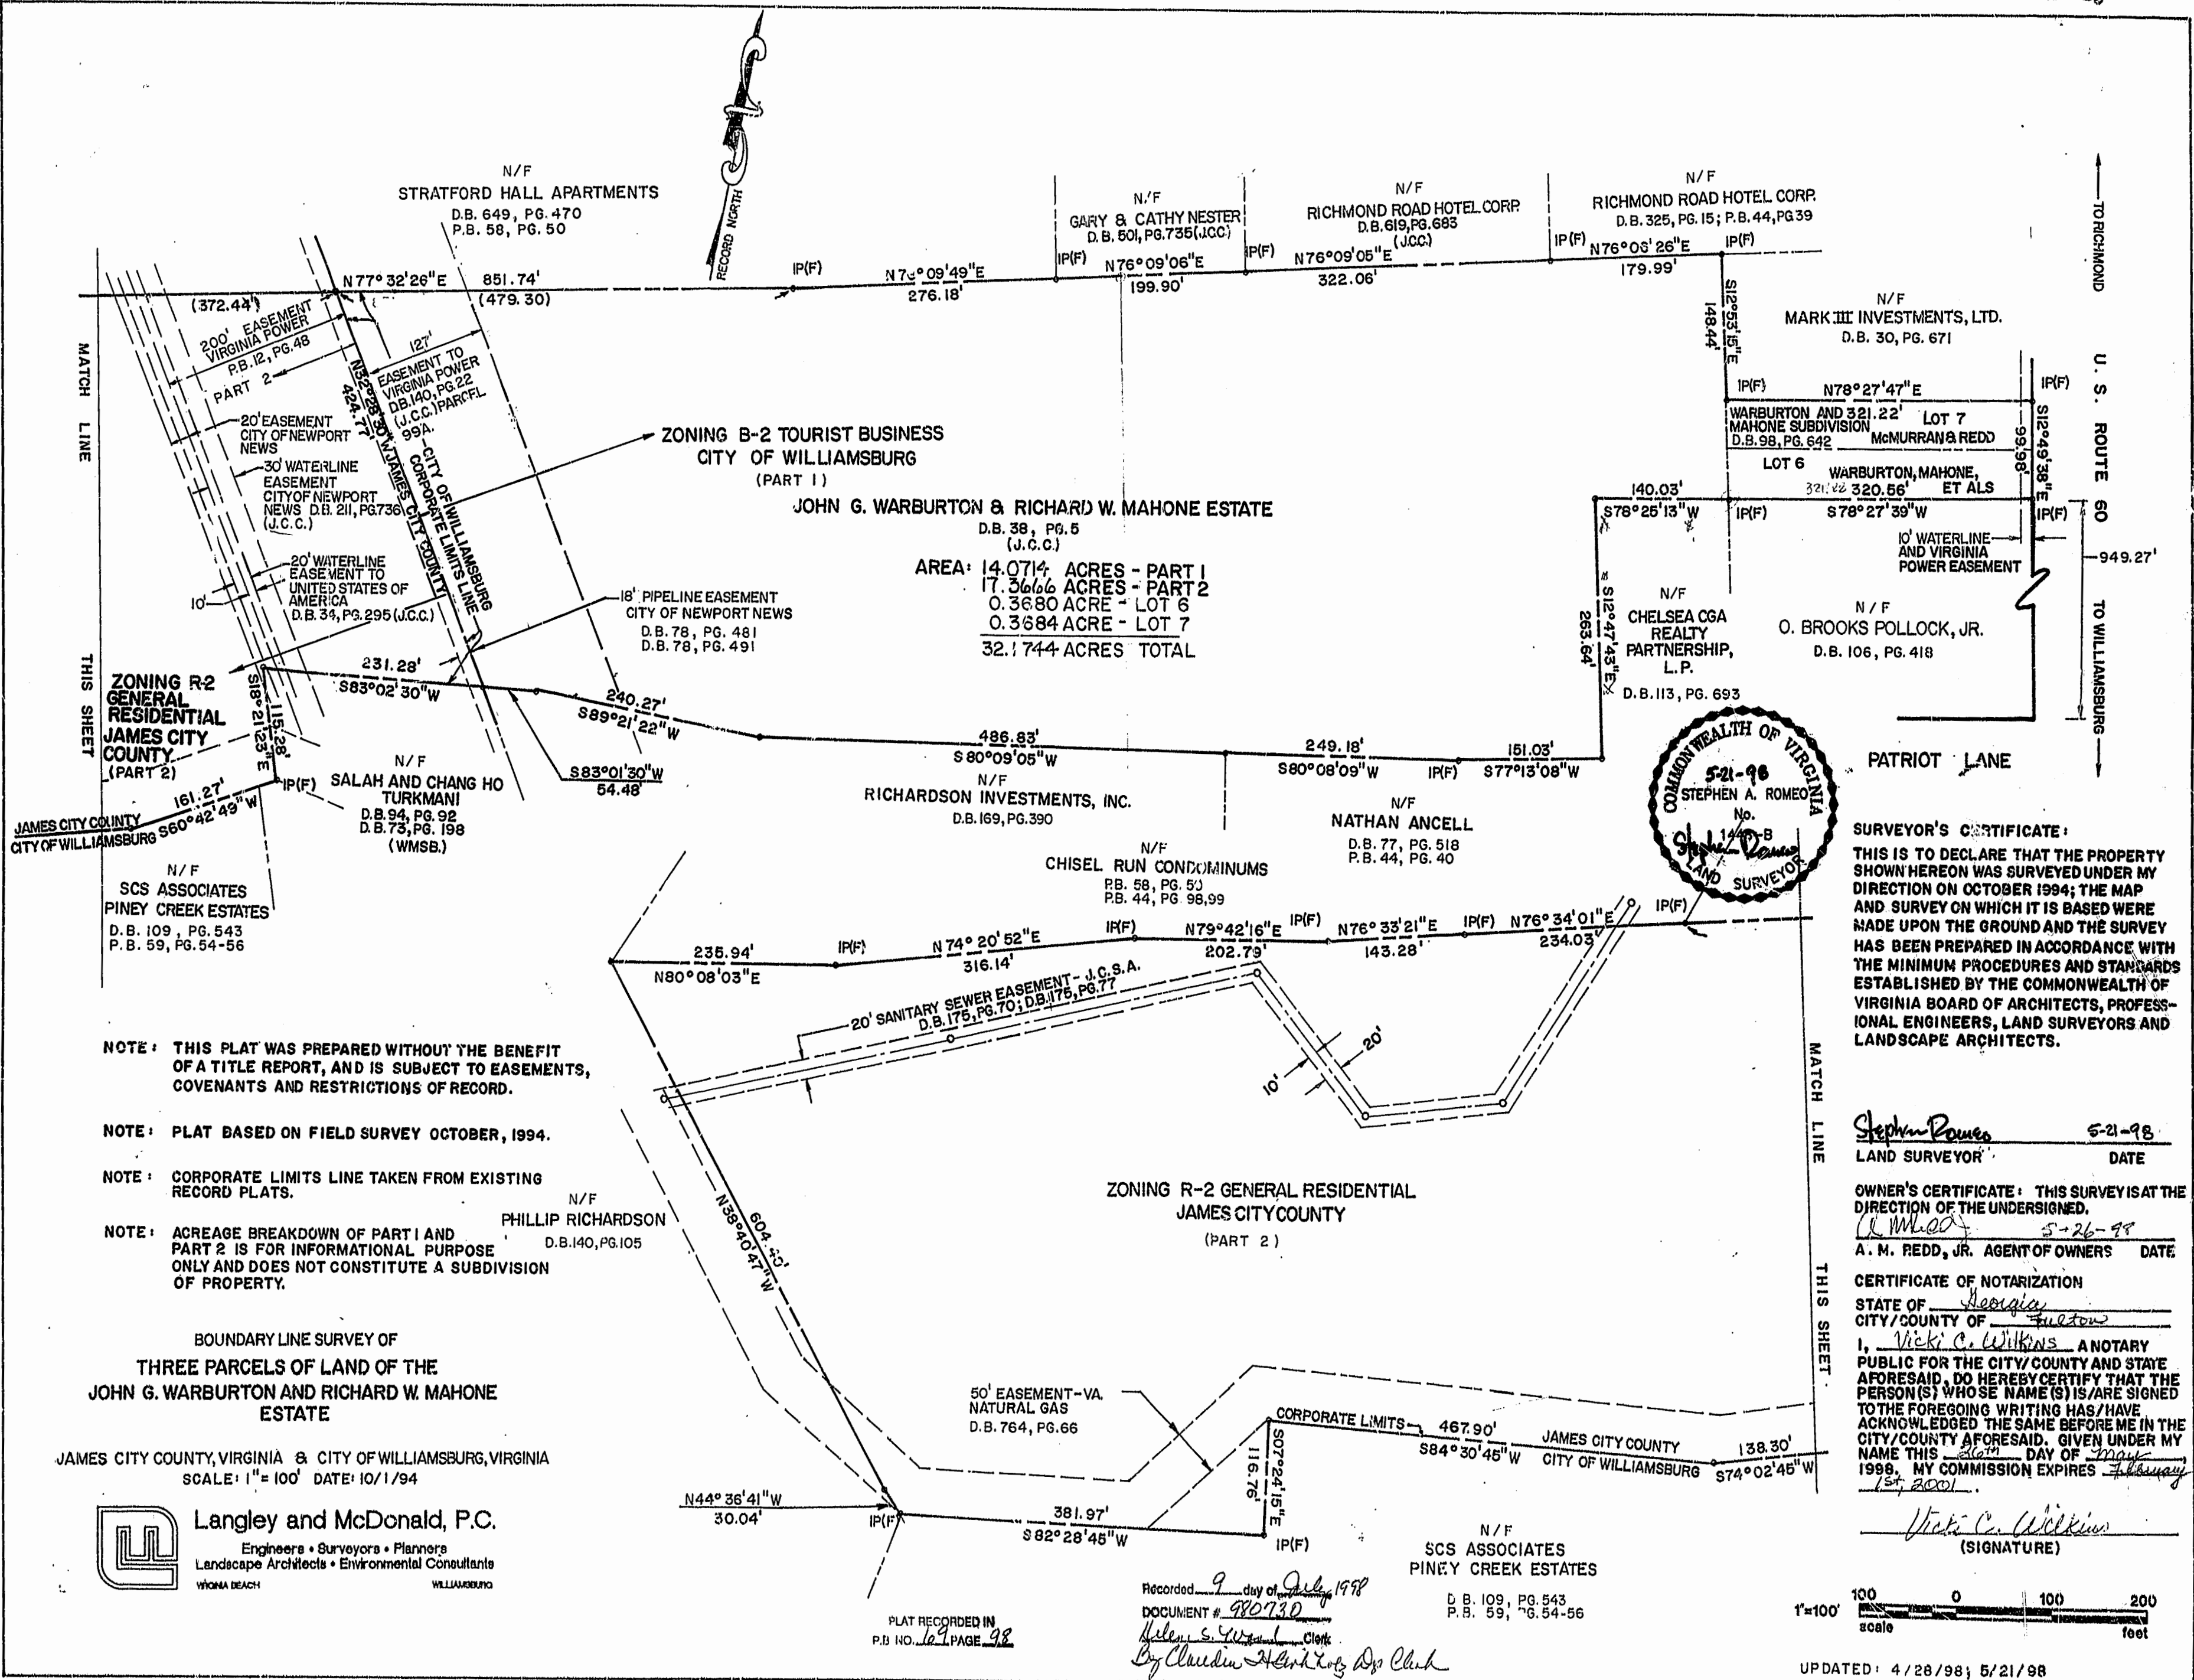 N/F
STRATFORD HALL APARTMENTS
D.B. 649, PG. 470
P.B. 58, PG. 50
RECORD NORTH
N/F
GARY & CATHY NESTER
D.B. 501, PG.735(J.C.C.)
N/F
RICHMOND ROAD HOTEL CORP.
D.B.619,PG.683
(J.C.C.)
N/F
RICHMOND ROAD HOTEL CORP.
D.B. 325, PG. 15; P.B. 44,PG39
TO RICHMOND
U. S. ROUTE 60
TO WILLIAMSBURG
949.27'
MATCH LINE
THIS SHEET
(372.44')
N77°32'26"E 851.74'
(479.30)
IP(F)
09'49"E
276.18'
IP(F)
N76°09'06"E
199.90'
IP(F)
N76°09'05"E
322.06'
IP(F)
26"E
179.99'
IP(F)
S12°53'15"E
148.44'
N/F
MARK III INVESTMENTS, LTD.
D.B. 30, PG. 671
IP(F)
N78°27'47"E
IP(F)
WARBURTON AND 321.22' LOT 7
MAHONE SUBDIVISION
D.B.98, PG. 642 McMURRAN & REDD
99.98'
S12°49'38"E
LOT 6
WARBURTON, MAHONE,
320.56' ET ALS
140.03'
S78°25'13"W
IP(F)
S78°27'39"W
IP(F)
10' WATERLINE
AND VIRGINIA
POWER EASEMENT
S12°47'43"E
263.64'
N/F
CHELSEA CGA
REALTY
PARTNERSHIP,
L.P.
D.B.113, PG. 693
N/F
O. BROOKS POLLOCK, JR.
D.B. 106, PG. 418
PATRIOT LANE
200' EASEMENT
VIRGINIA POWER
P.B.12, PG.48
PART 2
127'
EASEMENT TO
VIRGINIA POWER
D.B.140, PG.22
(J.C.C.) PARCEL
99A.
N32°28'30"W
424.77'
JAMES CITY COUNTY
CITY OF WILLIAMSBURG
CORPORATE LIMITS LINE
20' EASEMENT
CITY OF NEWPORT
NEWS
30' WATERLINE
EASEMENT
CITY OF NEWPORT
NEWS D.B. 211, PG.736
(J.C.C.)
20' WATERLINE
EASEMENT TO
UNITED STATES OF
AMERICA
D.B. 34, PG.295(J.C.C.)
10'
ZONING B-2 TOURIST BUSINESS
CITY OF WILLIAMSBURG
(PART 1)
JOHN G. WARBURTON & RICHARD W. MAHONE ESTATE
D.B. 38, PG.5
(J.C.C.)
AREA: 14.0714 ACRES - PART 1
17.3666 ACRES - PART 2
0.3680 ACRE - LOT 6
0.3684 ACRE - LOT 7
32.1744 ACRES TOTAL
18' PIPELINE EASEMENT
CITY OF NEWPORT NEWS
D.B. 78, PG. 481
D.B. 78, PG. 491
ZONING R-2
GENERAL
RESIDENTIAL
JAMES CITY
COUNTY
(PART 2)
S18°21'23"E
115.28'
231.28'
S83°02'30"W
240.27'
S89°21'22"W
S83°01'30"W
54.48'
486.83'
S80°09'05"W
249.18'
S80°08'09"W
IP(F)
151.03'
S77°13'08"W
N/F
SALAH AND CHANG HO
TURKMANI
D.B.94, PG. 92
D.B.73, PG. 198
(WMSB.)
IP(F)
161.27'
S60°42'49"W
JAMES CITY COUNTY
CITY OF WILLIAMSBURG
N/F
SCS ASSOCIATES
PINEY CREEK ESTATES
D.B. 109, PG. 543
P.B. 59, PG.54-56
N/F
RICHARDSON INVESTMENTS, INC.
D.B.169, PG.390
N/F
NATHAN ANCELL
D.B. 77, PG. 518
P.B. 44, PG. 40
N/F
CHISEL RUN CONDOMINUMS
P.B. 58, PG.
P.B. 44, PG. 98,99
COMMONWEALTH OF VIRGINIA
5-21-98
STEPHEN A. ROMEO
No.
Stephen Romeo
LAND SURVEYOR
235.94'
N80°08'03"E
IP(F)
N74°20'52"E
316.14'
IP(F)
N79°42'16"E
202.79'
IP(F)
N76°33'21"E
143.28'
IP(F)
N76°34'01"E
234.03'
IP(F)
20' SANITARY SEWER EASEMENT - J.C.S.A.
D.B.175, PG.70; D.B.175, PG.77
20'
10'
MATCH LINE
THIS SHEET
NOTE: THIS PLAT WAS PREPARED WITHOUT THE BENEFIT
OF A TITLE REPORT, AND IS SUBJECT TO EASEMENTS,
COVENANTS AND RESTRICTIONS OF RECORD.
NOTE: PLAT BASED ON FIELD SURVEY OCTOBER, 1994.
NOTE: CORPORATE LIMITS LINE TAKEN FROM EXISTING
RECORD PLATS.
NOTE: ACREAGE BREAKDOWN OF PART 1 AND
PART 2 IS FOR INFORMATIONAL PURPOSE
ONLY AND DOES NOT CONSTITUTE A SUBDIVISION
OF PROPERTY.
N/F
PHILLIP RICHARDSON
D.B.140, PG.105
N38°40'47"W
ZONING R-2 GENERAL RESIDENTIAL
JAMES CITY COUNTY
(PART 2)
50' EASEMENT-VA.
NATURAL GAS
D.B.764, PG.66
CORPORATE LIMITS
467.90'
S84°30'45"W
JAMES CITY COUNTY
CITY OF WILLIAMSBURG
138.30'
S74°02'45"W
S07°24'15"E
116.76'
N44°36'41"W
30.04'
IP(F)
381.97'
S82°28'45"W
IP(F)
N/F
SCS ASSOCIATES
PINEY CREEK ESTATES
D.B. 109, PG. 543
P.B. 59, PG.54-56
BOUNDARY LINE SURVEY OF
THREE PARCELS OF LAND OF THE
JOHN G. WARBURTON AND RICHARD W. MAHONE
ESTATE
JAMES CITY COUNTY, VIRGINIA & CITY OF WILLIAMSBURG, VIRGINIA
SCALE: 1"=100' DATE: 10/1/94
Langley and McDonald, P.C.
Engineers • Surveyors • Planners
Landscape Architects • Environmental Consultants
VIRGINIA BEACH WILLIAMSBURG
PLAT RECORDED IN
P.B NO. 69 PAGE 98
Recorded 9 day of July 1998
DOCUMENT # 980730
Helen S. Clerk
By Claudia Dep Clerk
SURVEYOR'S CERTIFICATE:
THIS IS TO DECLARE THAT THE PROPERTY
SHOWN HEREON WAS SURVEYED UNDER MY
DIRECTION ON OCTOBER 1994; THE MAP
AND SURVEY ON WHICH IT IS BASED WERE
MADE UPON THE GROUND AND THE SURVEY
HAS BEEN PREPARED IN ACCORDANCE WITH
THE MINIMUM PROCEDURES AND STANDARDS
ESTABLISHED BY THE COMMONWEALTH OF
VIRGINIA BOARD OF ARCHITECTS, PROFESS-
IONAL ENGINEERS, LAND SURVEYORS AND
LANDSCAPE ARCHITECTS.
Stephen Romeo 5-21-98
LAND SURVEYOR DATE
OWNER'S CERTIFICATE: THIS SURVEY IS AT THE
DIRECTION OF THE UNDERSIGNED.
5-26-98
A. M. REDD, JR. AGENT OF OWNERS DATE
CERTIFICATE OF NOTARIZATION
STATE OF Georgia
CITY/COUNTY OF Fulton
I, Vicki C. Wilkins A NOTARY
PUBLIC FOR THE CITY/COUNTY AND STATE
AFORESAID, DO HEREBY CERTIFY THAT THE
PERSON(S) WHOSE NAME(S) IS/ARE SIGNED
TO THE FOREGOING WRITING HAS/HAVE
ACKNOWLEDGED THE SAME BEFORE ME IN THE
CITY/COUNTY AFORESAID. GIVEN UNDER MY
NAME THIS 26th DAY OF May,
1998. MY COMMISSION EXPIRES February
1st, 2001.
Vicki C. Wilkins
(SIGNATURE)
1"=100' 100 0 100 200
scale feet
UPDATED: 4/28/98; 5/21/98